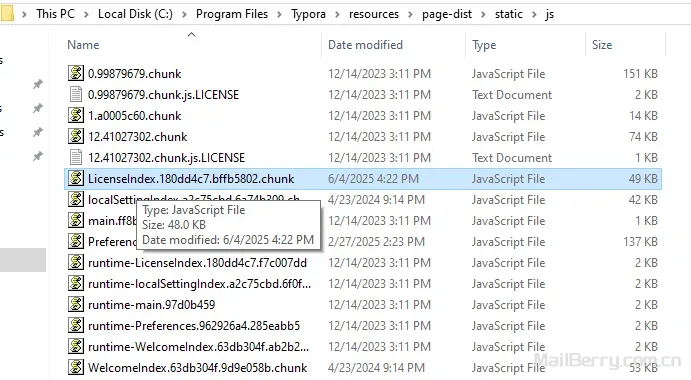 This PC > Local Disk (C:) > Program Files > Typora > resources > page-dist > static > js
Name Date modified Type Size
0.99879679.chunk 12/14/2023 3:11 PM JavaScript File 151 KB
0.99879679.chunk.js.LICENSE 12/14/2023 3:11 PM Text Document 2 KB
1.a0005c60.chunk 12/14/2023 3:11 PM JavaScript File 14 KB
12.41027302.chunk 12/14/2023 3:11 PM JavaScript File 74 KB
12.41027302.chunk.js.LICENSE 12/14/2023 3:11 PM Text Document 2 KB
LicenseIndex.180dd4c7.bffb5802.chunk 6/4/2025 4:22 PM JavaScript File 49 KB
localSettingIndex.a2c75cbd.6a74b309.ch 4/23/2024 9:14 PM JavaScript File 42 KB
main.ff8b 12/14/2023 3:11 PM JavaScript File 1 KB
Type: JavaScript File
Size: 48.0 KB
Date modified: 6/4/2025 4:22 PM
Preferenc 2/27/2025 2:23 PM JavaScript File 137 KB
runtime-LicenseIndex.180dd4c7.f7c007dd 12/14/2023 3:11 PM JavaScript File 2 KB
runtime-localSettingIndex.a2c75cbd.6f0f... 12/14/2023 3:11 PM JavaScript File 2 KB
runtime-main.97d0b459 12/14/2023 3:11 PM JavaScript File 2 KB
runtime-Preferences.962926a4.285eabb5 12/14/2023 3:11 PM JavaScript File 2 KB
runtime-WelcomeIndex.63db304f.ab2b2... 12/14/2023 3:11 PM JavaScript File 2 KB
WelcomeIndex.63db304f.9d9e058b.chunk 4/23/2024 9:14 PM JavaScript File 53 KB
MailBerry.com.cn